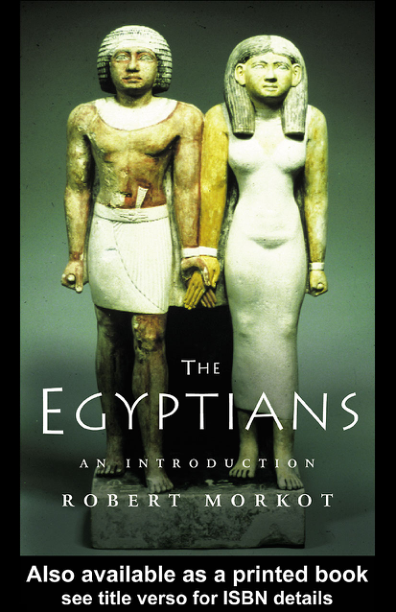 THE
EGYPTIANS
AN INTRODUCTION
ROBERT MORKOT
Also available as a printed book
see title verso for ISBN details